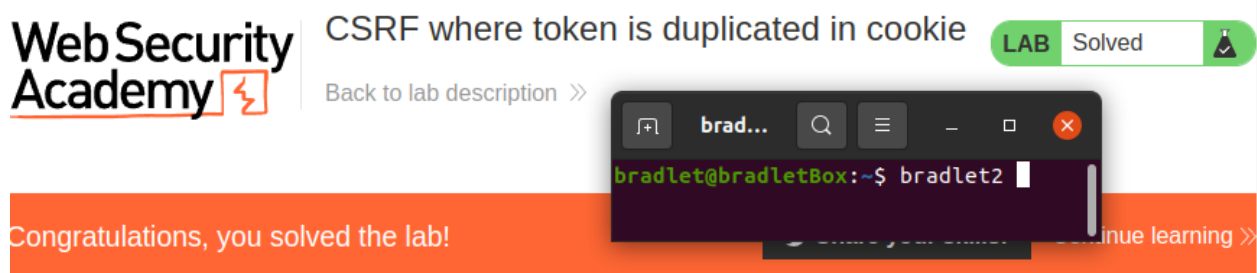 Web Security
Academy
CSRF where token is duplicated in cookie
LAB Solved
Back to lab description
brad...
bradlet@bradletBox:~$ bradlet2
Congratulations, you solved the lab!
learning